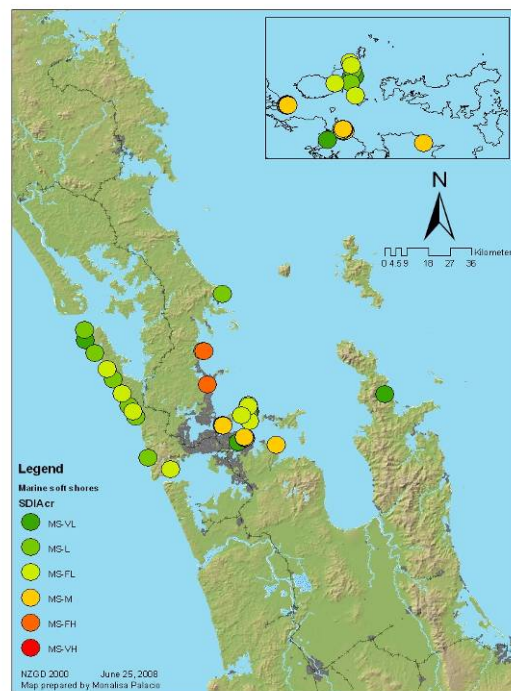 N
0 4.5 9 18 27 36 Kilometer
Legend
Marine soft shores
SDIAcr
MS-VL
MS-L
MS-FL
MS-M
MS-FH
MS-VH
NZGD 2000 June 25, 2008
Map prepared by Monalisa Palacio